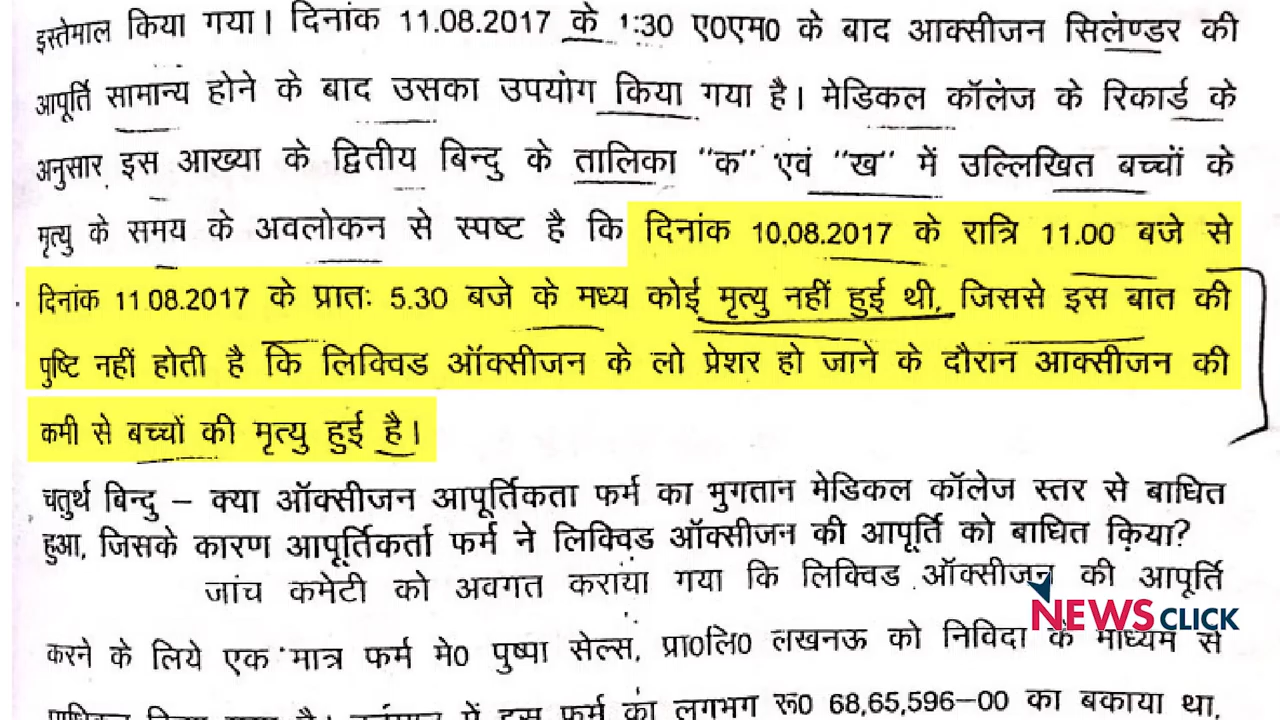 इस्तेमाल किया गया। दिनांक 11.08.2017 के 1:30 ए0एम0 के बाद आक्सीजन सिलेण्डर की
आपूर्ति सामान्य होने के बाद उसका उपयोग किया गया है। मेडिकल कॉलेज के रिकार्ड के
अनुसार इस आख्या के द्वितीय बिन्दु के तालिका "क" एवं "ख" में उल्लिखित बच्चों के
मृत्यु के समय के अवलोकन से स्पष्ट है कि दिनांक 10.08.2017 के रात्रि 11.00 बजे से
दिनांक 11.08.2017 के प्रातः 5.30 बजे के मध्य कोई मृत्यु नहीं हुई थी, जिससे इस बात की
पुष्टि नहीं होती है कि लिक्विड ऑक्सीजन के लो प्रेशर हो जाने के दौरान आक्सीजन की
कमी से बच्चों की मृत्यु हुई है।
चतुर्थ बिन्दु – क्या ऑक्सीजन आपूर्तिकता फर्म का भुगतान मेडिकल कॉलेज स्तर से बाधित
हुआ, जिसके कारण आपूर्तिकर्ता फर्म ने लिक्विड ऑक्सीजन की आपूर्ति को बाधित किया?
जांच कमेटी को अवगत कराया गया कि लिक्विड ऑक्सीजन की आपूर्ति
NEWSCLICK
करने के लिये एक मात्र फर्म मे0 पुष्पा सेल्स, प्रा0लि0 लखनऊ को निविदा के माध्यम से
में इस फर्म का लगभग रू0 68,65,596–00 का बकाया था,